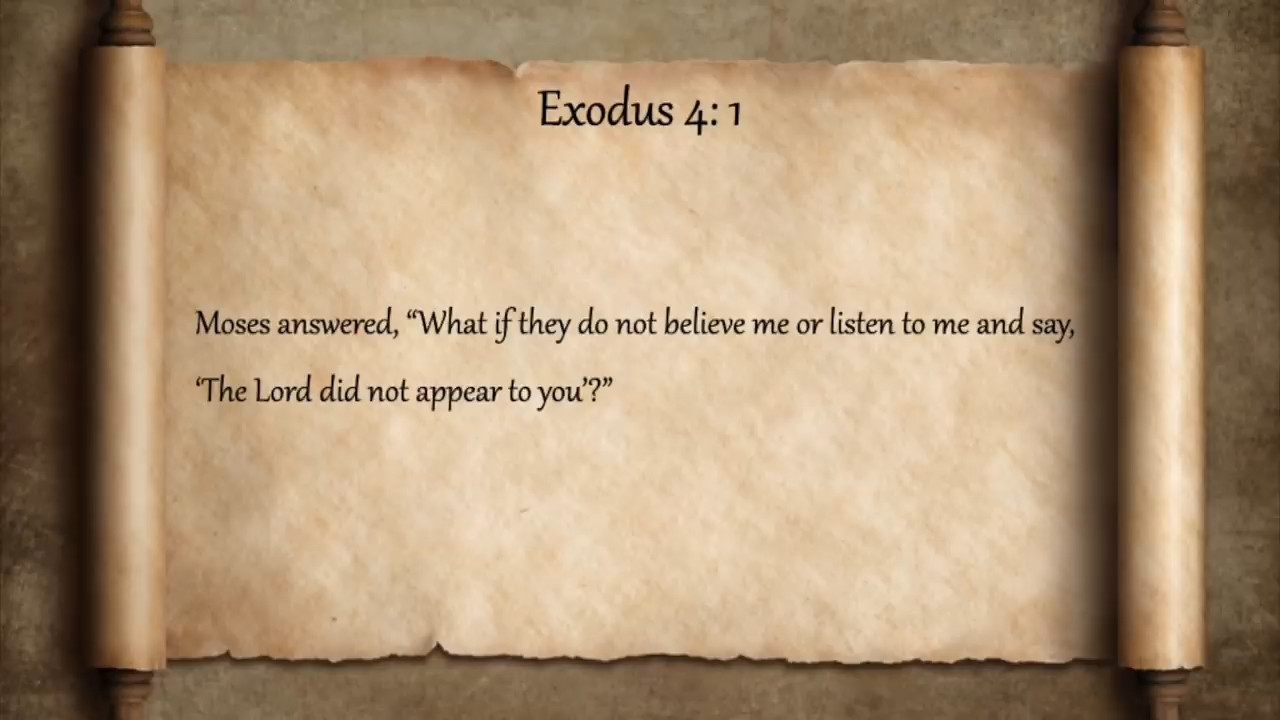 Exodus 4: 1
Moses answered, “What if they do not believe me or listen to me and say,
‘The Lord did not appear to you’?”